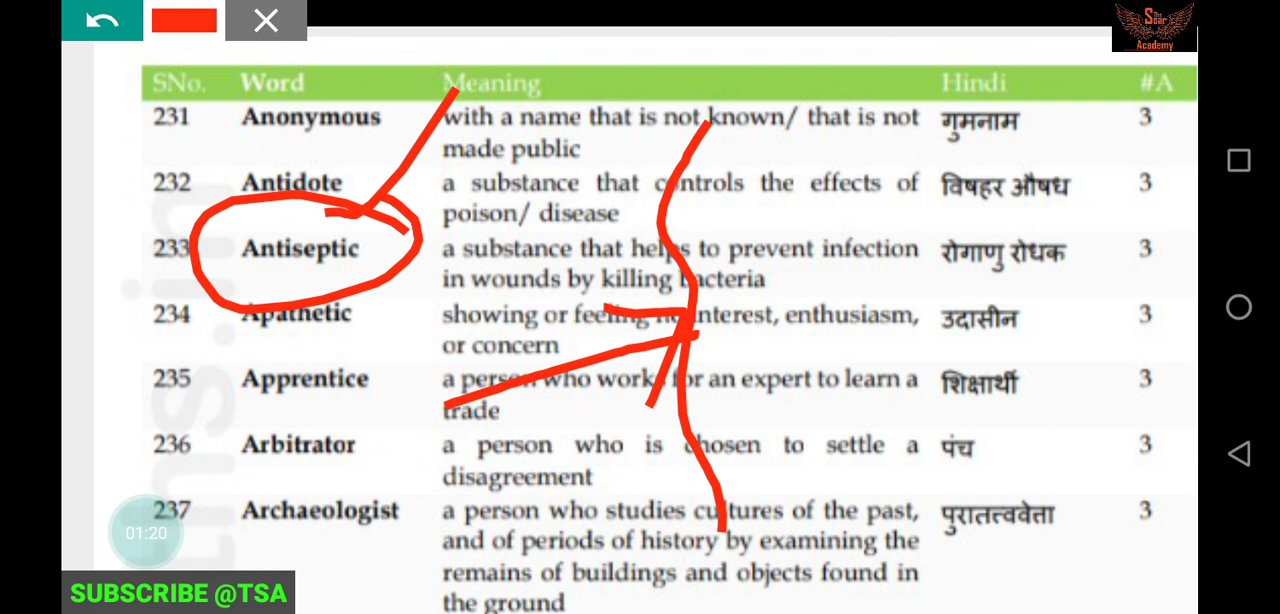 The
Soar
Academy
SNo. Word Meaning Hindi #A
231 Anonymous with a name that is not known/ that is not गुमनाम 3
made public
232 Antidote a substance that controls the effects of विषहर औषध 3
poison/ disease
233 Antiseptic a substance that helps to prevent infection रोगाणु रोधक 3
in wounds by killing bacteria
234 Apathetic showing or feeling no interest, enthusiasm, उदासीन 3
or concern
235 Apprentice a person who works for an expert to learn a शिक्षार्थी 3
trade
236 Arbitrator a person who is chosen to settle a पंच 3
disagreement
237 Archaeologist a person who studies cultures of the past, पुरातत्ववेता 3
and of periods of history by examining the
remains of buildings and objects found in
the ground
01:20
SUBSCRIBE @TSA